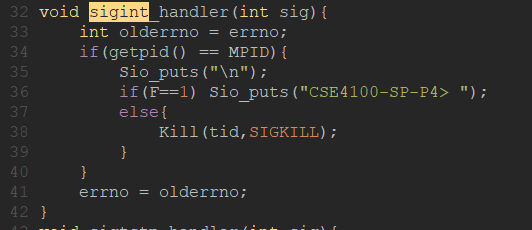 32 void sigint_handler(int sig){
33     int olderrno = errno;
34     if(getpid() == MPID){
35         Sio_puts("\n");
36         if(F==1) Sio_puts("CSE4100-SP-P4> ");
37         else{
38             Kill(tid,SIGKILL);
39         }
40     }
41     errno = olderrno;
42 }
void sigtstp_handler(int sig){